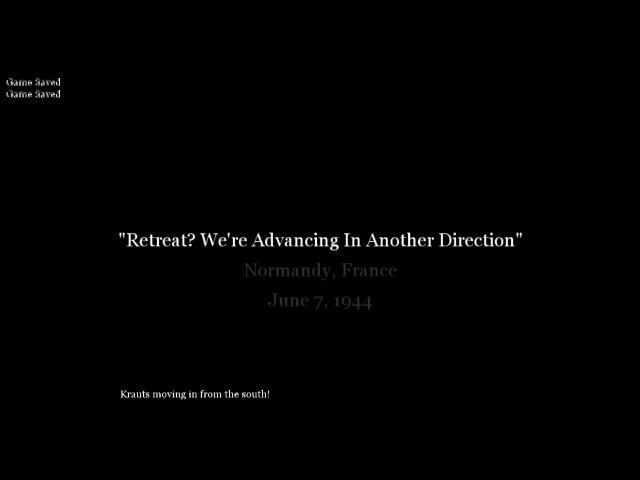 Game Saved
Game Saved
"Retreat? We're Advancing In Another Direction"
Normandy, France
June 7, 1944
Krauts moving in from the south!